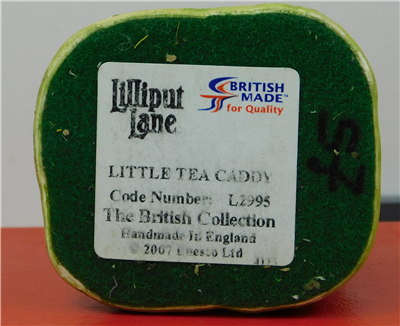 Lilliput
Lane
BRITISH
MADE™
for Quality
LITTLE TEA CADDY
Code Number: L2995
The British Collection
Handmade In England
© 2007 Enesco Ltd